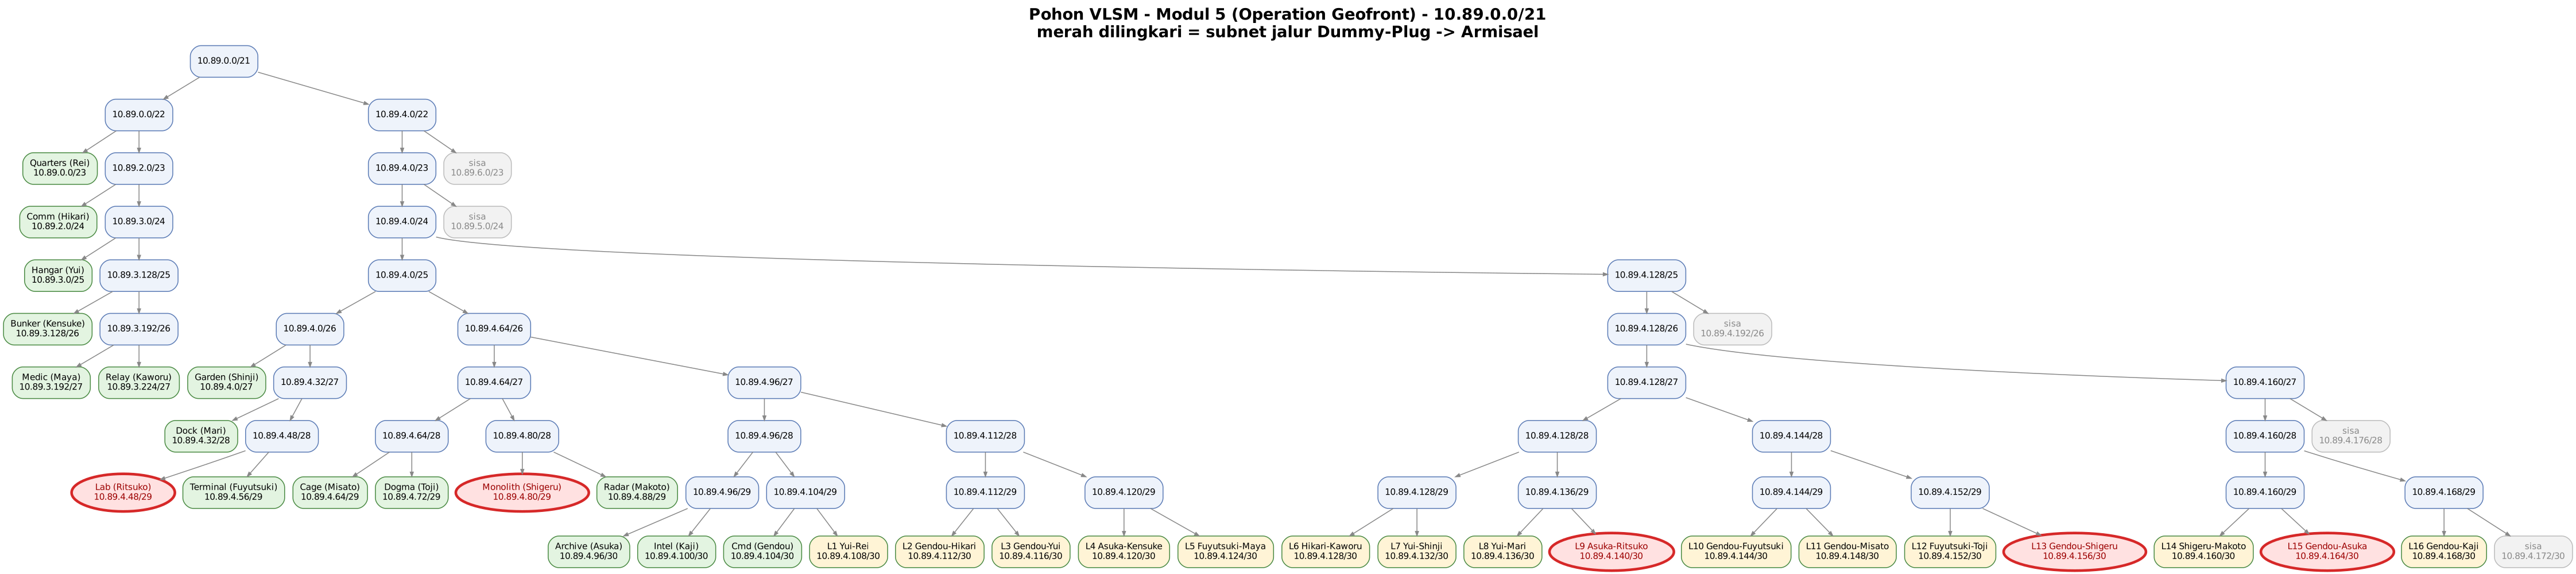 Pohon VLSM - Modul 5 (Operation Geofront) - 10.89.0.0/21
merah dilingkari = subnet jalur Dummy-Plug -> Armisael
10.89.0.0/21
10.89.0.0/22
10.89.4.0/22
Quarters (Rei)
10.89.0.0/23
10.89.2.0/23
10.89.4.0/23
sisa
10.89.6.0/23
Comm (Hikari)
10.89.2.0/24
10.89.3.0/24
10.89.4.0/24
sisa
10.89.5.0/24
Hangar (Yui)
10.89.3.0/25
10.89.3.128/25
10.89.4.0/25
10.89.4.128/25
Bunker (Kensuke)
10.89.3.128/26
10.89.3.192/26
10.89.4.0/26
10.89.4.64/26
10.89.4.128/26
sisa
10.89.4.192/26
Medic (Maya)
10.89.3.192/27
Relay (Kaworu)
10.89.3.224/27
Garden (Shinji)
10.89.4.0/27
10.89.4.32/27
10.89.4.64/27
10.89.4.96/27
10.89.4.128/27
10.89.4.160/27
Dock (Mari)
10.89.4.32/28
10.89.4.48/28
10.89.4.64/28
10.89.4.80/28
10.89.4.96/28
10.89.4.112/28
10.89.4.128/28
10.89.4.144/28
10.89.4.160/28
sisa
10.89.4.176/28
Lab (Ritsuko)
10.89.4.48/29
Terminal (Fuyutsuki)
10.89.4.56/29
Cage (Misato)
10.89.4.64/29
Dogma (Toji)
10.89.4.72/29
Monolith (Shigeru)
10.89.4.80/29
Radar (Makoto)
10.89.4.88/29
10.89.4.96/29
10.89.4.104/29
10.89.4.112/29
10.89.4.120/29
10.89.4.128/29
10.89.4.136/29
10.89.4.144/29
10.89.4.152/29
10.89.4.160/29
10.89.4.168/29
Archive (Asuka)
10.89.4.96/30
Intel (Kaji)
10.89.4.100/30
Cmd (Gendou)
10.89.4.104/30
L1 Yui-Rei
10.89.4.108/30
L2 Gendou-Hikari
10.89.4.112/30
L3 Gendou-Yui
10.89.4.116/30
L4 Asuka-Kensuke
10.89.4.120/30
L5 Fuyutsuki-Maya
10.89.4.124/30
L6 Hikari-Kaworu
10.89.4.128/30
L7 Yui-Shinji
10.89.4.132/30
L8 Yui-Mari
10.89.4.136/30
L9 Asuka-Ritsuko
10.89.4.140/30
L10 Gendou-Fuyutsuki
10.89.4.144/30
L11 Gendou-Misato
10.89.4.148/30
L12 Fuyutsuki-Toji
10.89.4.152/30
L13 Gendou-Shigeru
10.89.4.156/30
L14 Shigeru-Makoto
10.89.4.160/30
L15 Gendou-Asuka
10.89.4.164/30
L16 Gendou-Kaji
10.89.4.168/30
sisa
10.89.4.172/30